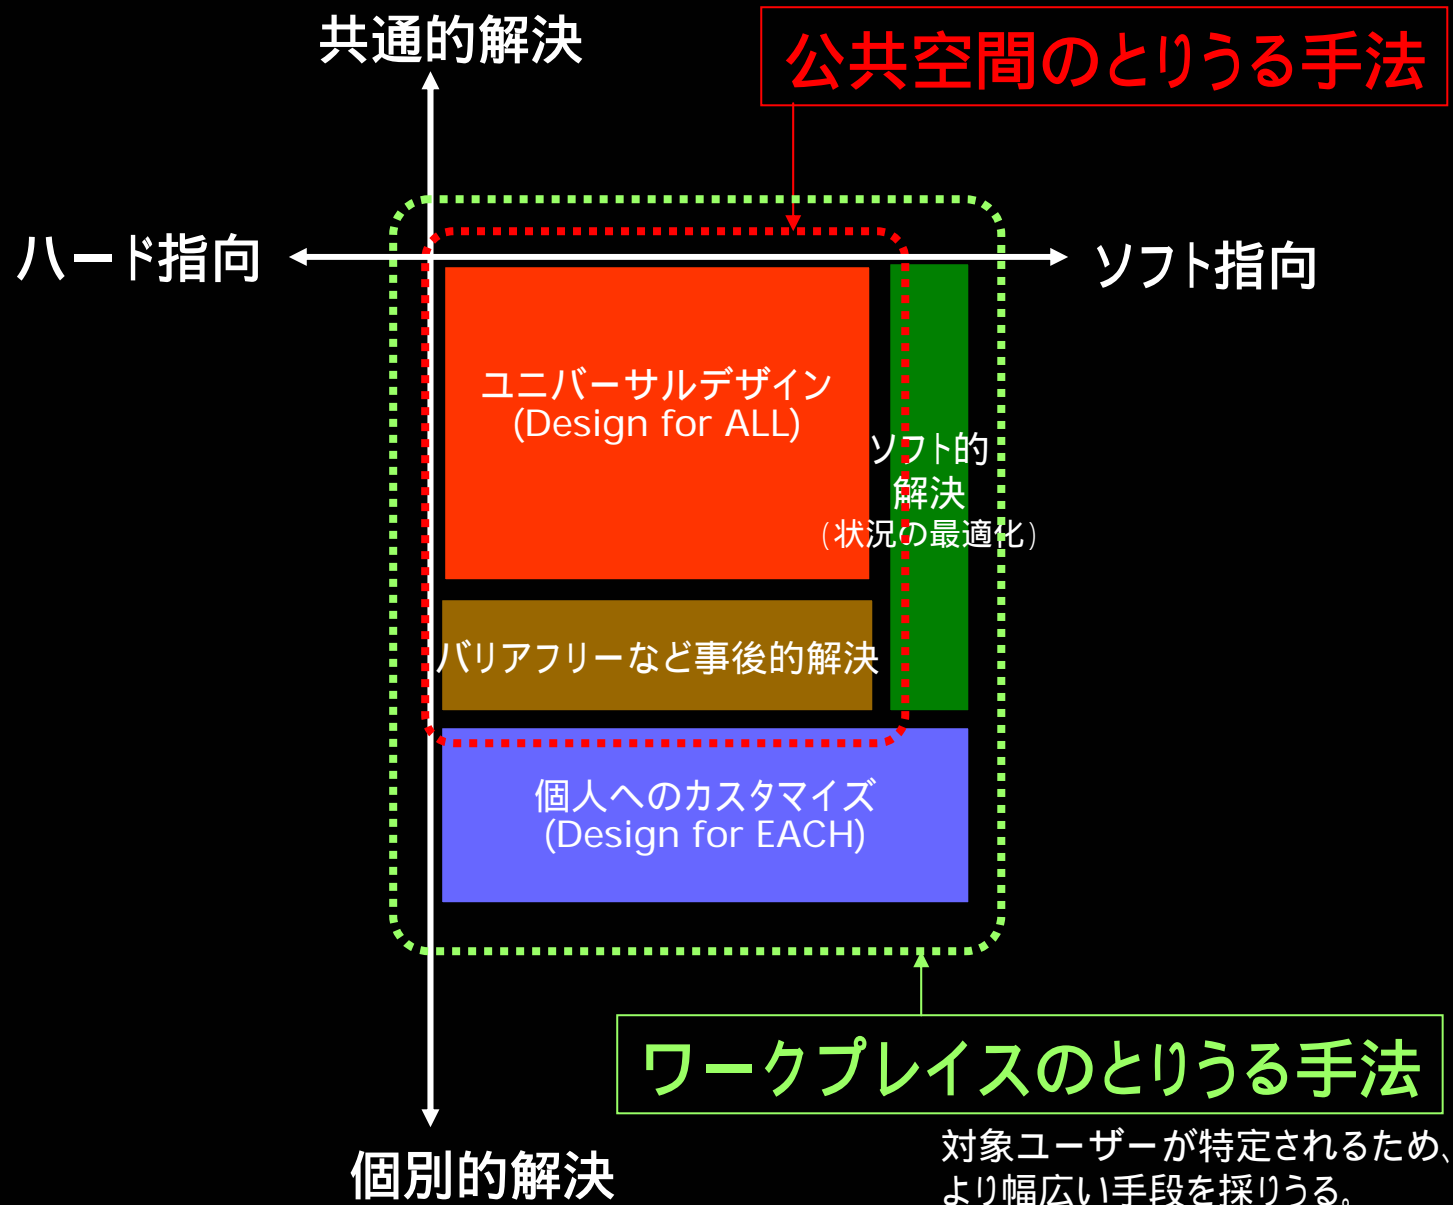 共通的解決
公共空間のとりうる手法
ハード指向
ソフト指向
ユニバーサルデザイン
(Design for ALL)
ソフト的
解決
(状況の最適化)
バリアフリーなど事後的解決
個人へのカスタマイズ
(Design for EACH)
ワークプレイスのとりうる手法
個別的解決
対象ユーザーが特定されるため、
より幅広い手段を採りうる。